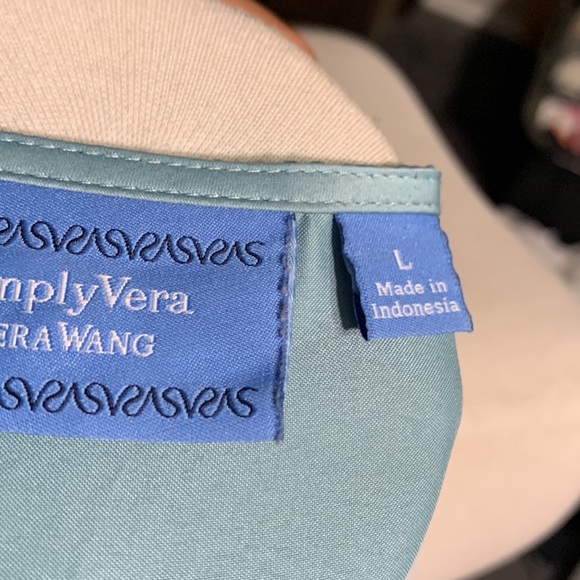 mplyVera
ERA WANG
L
Made in
Indonesia